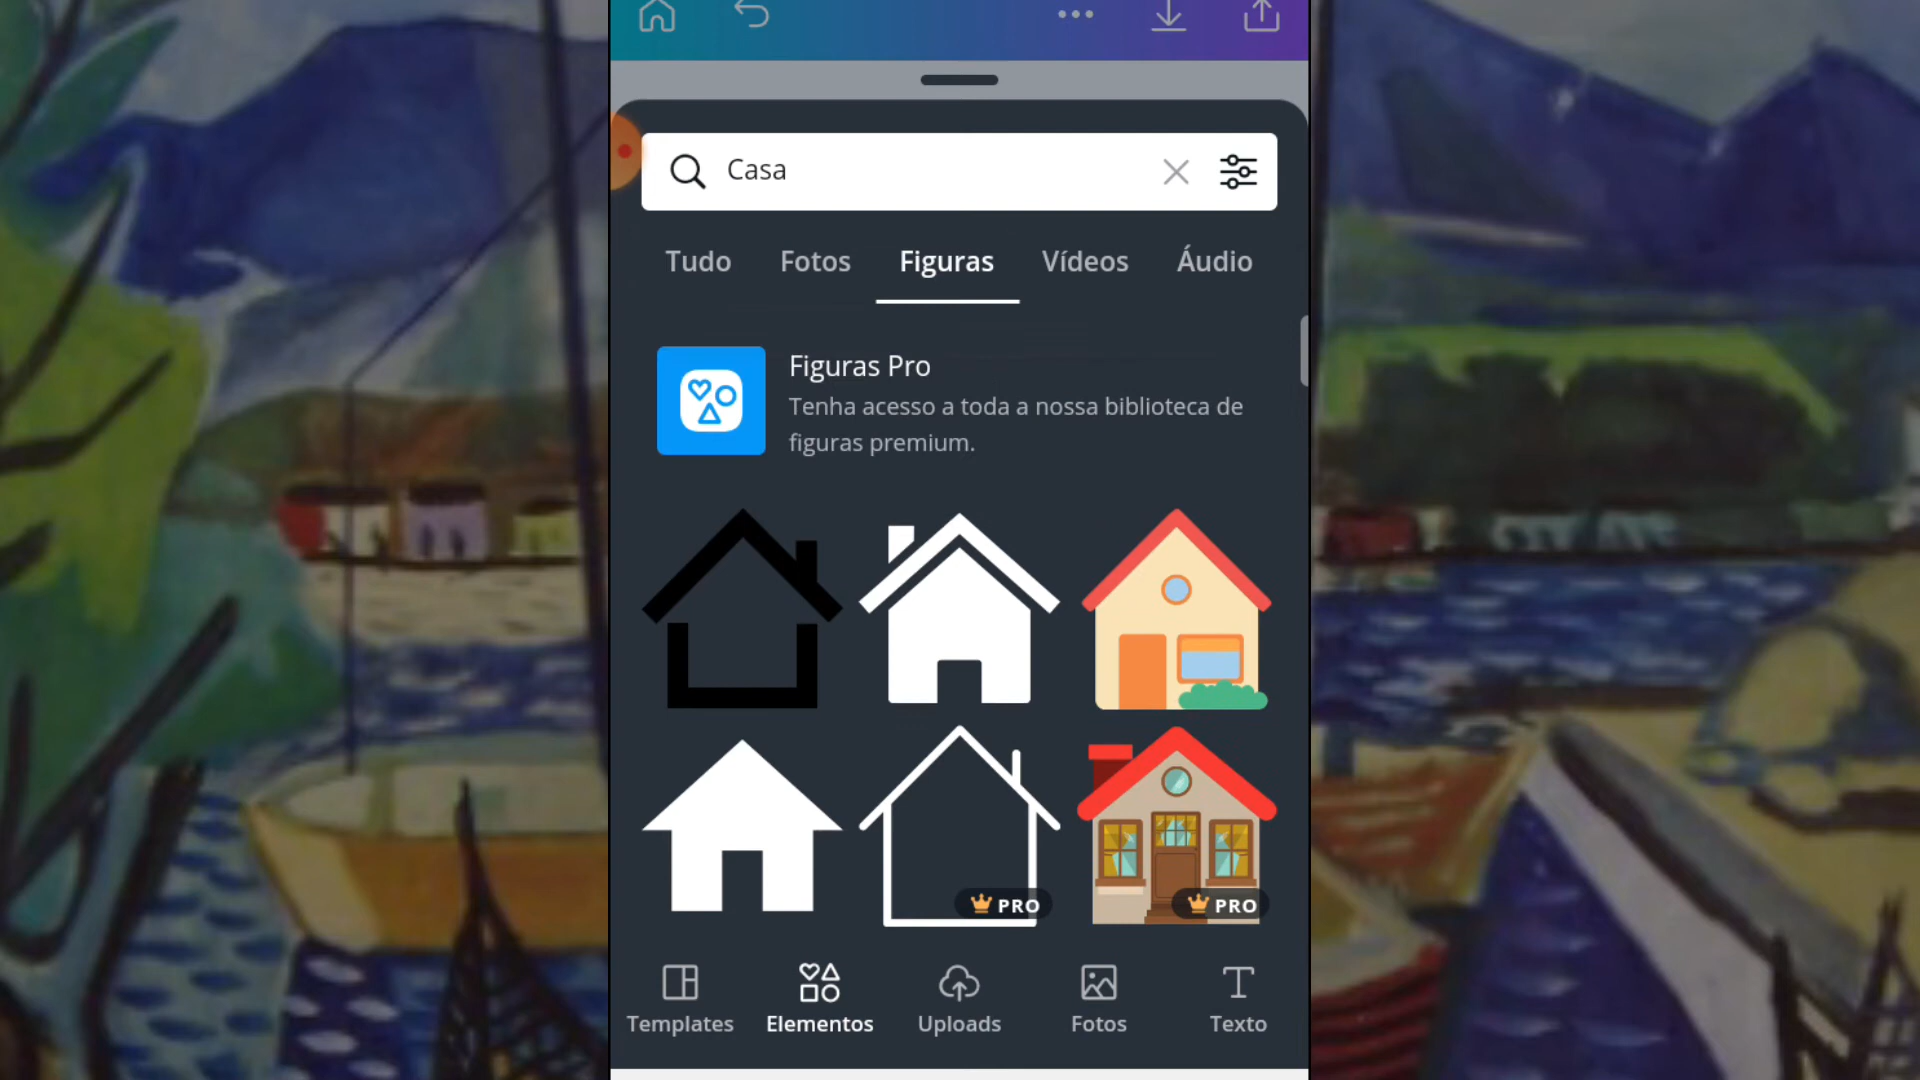 Casa
Tudo Fotos Figuras Vídeos Áudio
Figuras Pro
Tenha acesso a toda a nossa biblioteca de
figuras premium.
PRO PRO
Templates Elementos Uploads Fotos Texto